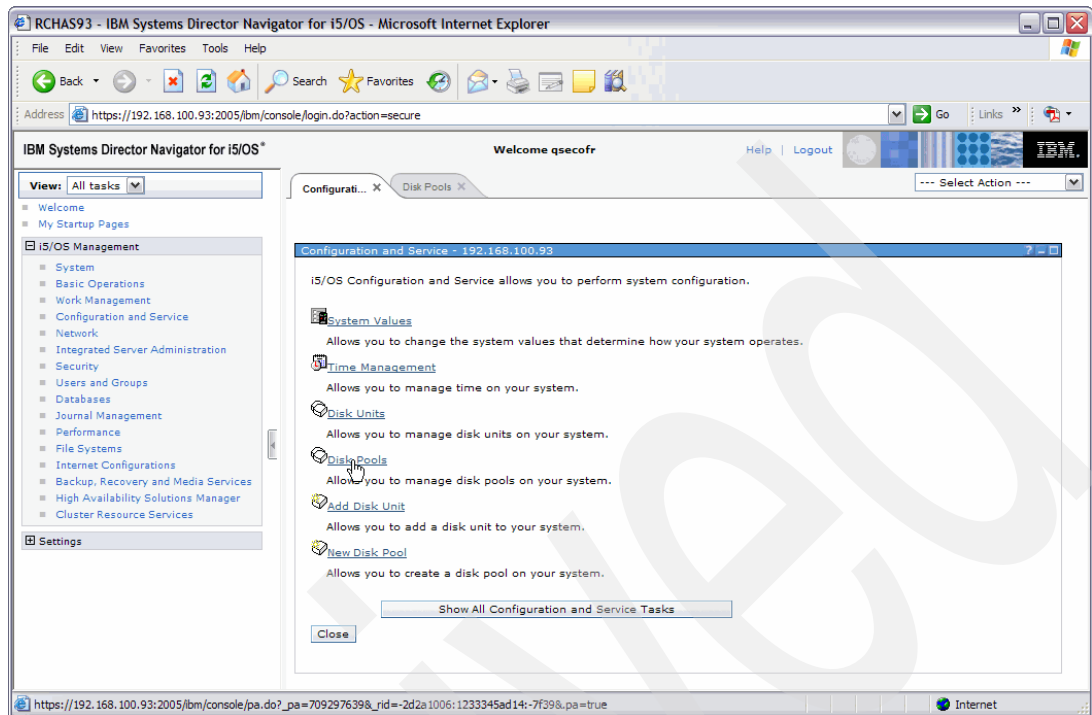 RCHAS93 - IBM Systems Director Navigator for i5/OS - Microsoft Internet Explorer
File Edit View Favorites Tools Help
Back Search Favorites
Address https://192.168.100.93:2005/ibm/console/login.do?action=secure Go Links »
IBM Systems Director Navigator for i5/OS® Welcome qsecofr Help | Logout IBM.
View: All tasks
Configurati... X Disk Pools X --- Select Action ---
Welcome
My Startup Pages
i5/OS Management
System
Basic Operations
Work Management
Configuration and Service
Network
Integrated Server Administration
Security
Users and Groups
Databases
Journal Management
Performance
File Systems
Internet Configurations
Backup, Recovery and Media Services
High Availability Solutions Manager
Cluster Resource Services
Settings
Configuration and Service - 192.168.100.93 ?
i5/OS Configuration and Service allows you to perform system configuration.
System Values
Allows you to change the system values that determine how your system operates.
Time Management
Allows you to manage time on your system.
Disk Units
Allows you to manage disk units on your system.
Disk Pools
Allows you to manage disk pools on your system.
Add Disk Unit
Allows you to add a disk unit to your system.
New Disk Pool
Allows you to create a disk pool on your system.
Show All Configuration and Service Tasks
Close
https://192.168.100.93:2005/ibm/console/pa.do?_pa=709297639&_rid=-2d2a1006:1233345ad14:-7f39&.pa=true Internet